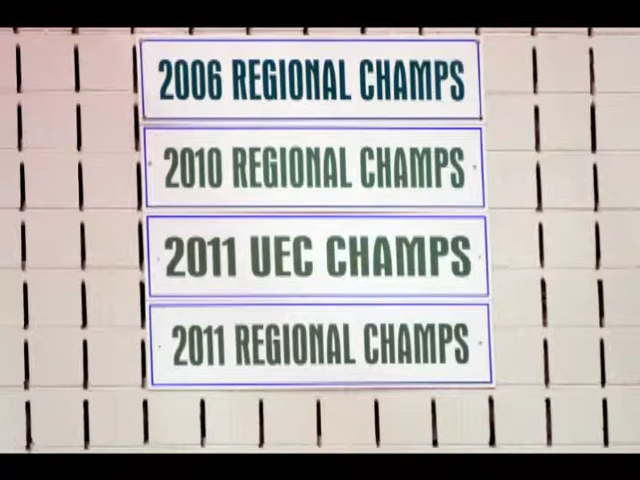 2006 REGIONAL CHAMPS
2010 REGIONAL CHAMPS
2011 UEC CHAMPS
2011 REGIONAL CHAMPS